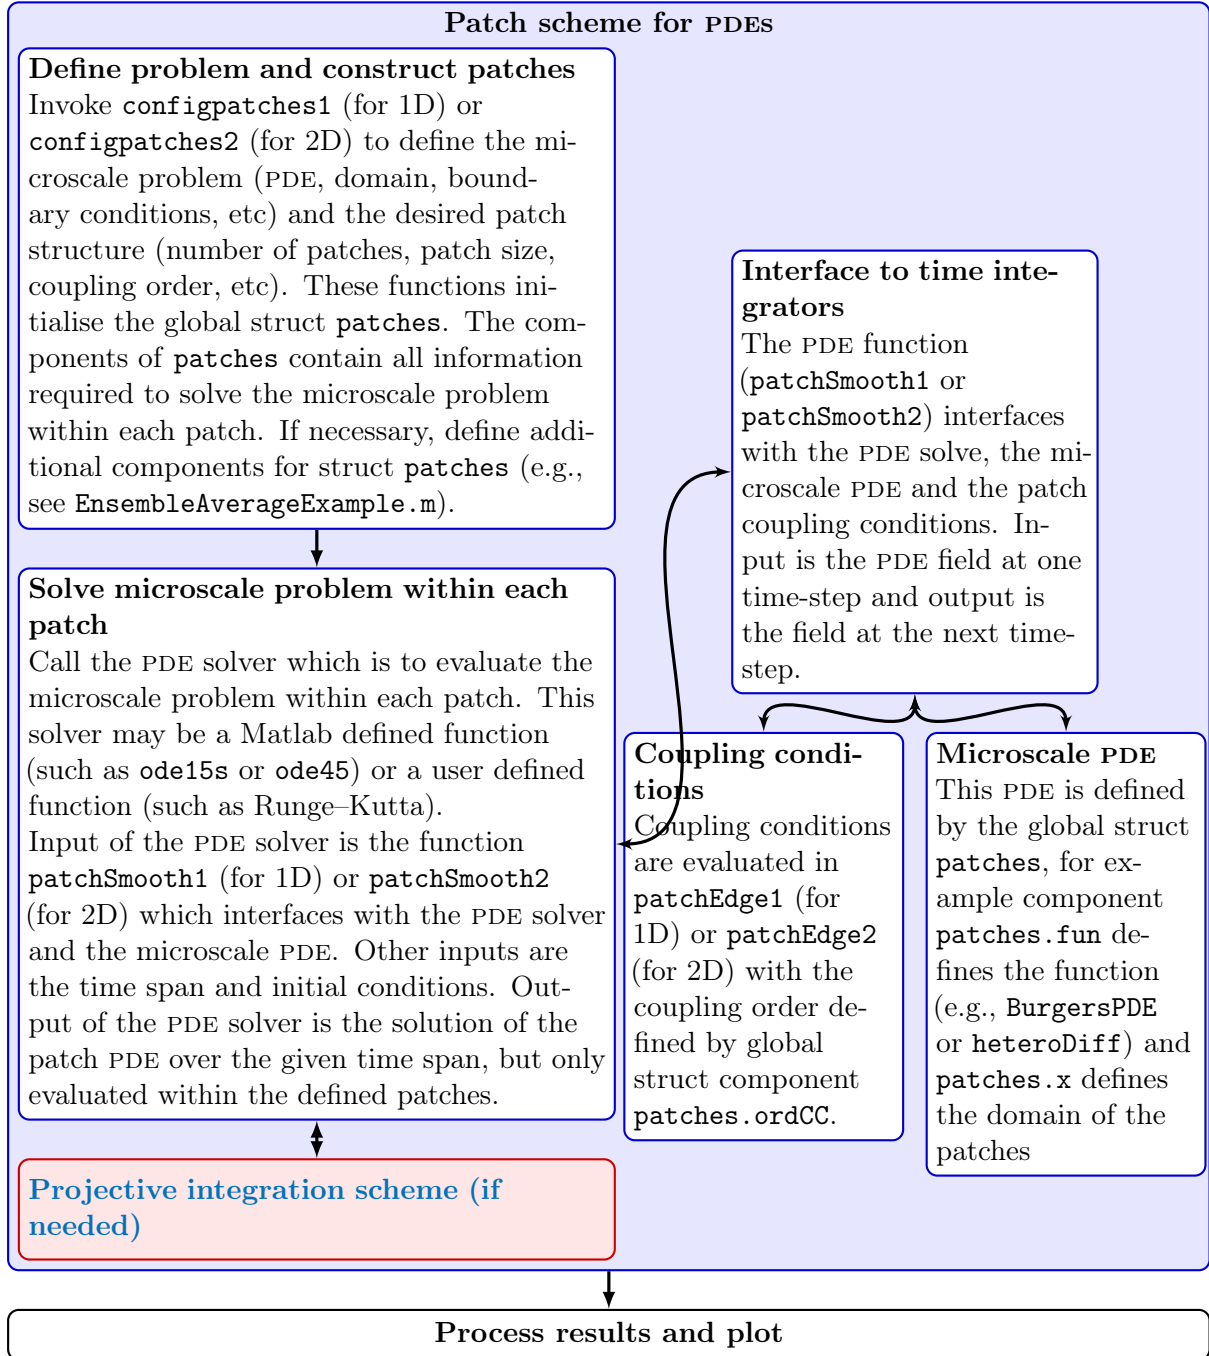 Patch scheme for PDEs
Define problem and construct patches
Invoke configpatches1 (for 1D) or
configpatches2 (for 2D) to define the mi-
croscale problem (PDE, domain, bound-
ary conditions, etc) and the desired patch
structure (number of patches, patch size,
coupling order, etc). These functions ini-
tialise the global struct patches. The com-
ponents of patches contain all information
required to solve the microscale problem
within each patch. If necessary, define addi-
tional components for struct patches (e.g.,
see EnsembleAverageExample.m).
Solve microscale problem within each
patch
Call the PDE solver which is to evaluate the
microscale problem within each patch. This
solver may be a Matlab defined function
(such as ode15s or ode45) or a user defined
function (such as Runge–Kutta).
Input of the PDE solver is the function
patchSmooth1 (for 1D) or patchSmooth2
(for 2D) which interfaces with the PDE solver
and the microscale PDE. Other inputs are
the time span and initial conditions. Out-
put of the PDE solver is the solution of the
patch PDE over the given time span, but only
evaluated within the defined patches.
Projective integration scheme (if
needed)
Interface to time inte-
grators
The PDE function
(patchSmooth1 or
patchSmooth2) interfaces
with the PDE solve, the mi-
croscale PDE and the patch
coupling conditions. In-
put is the PDE field at one
time-step and output is
the field at the next time-
step.
Coupling condi-
tions
Coupling conditions
are evaluated in
patchEdge1 (for
1D) or patchEdge2
(for 2D) with the
coupling order de-
fined by global
struct component
patches.ordCC.
Microscale PDE
This PDE is defined
by the global struct
patches, for ex-
ample component
patches.fun de-
fines the function
(e.g., BurgersPDE
or heteroDiff) and
patches.x defines
the domain of the
patches
Process results and plot